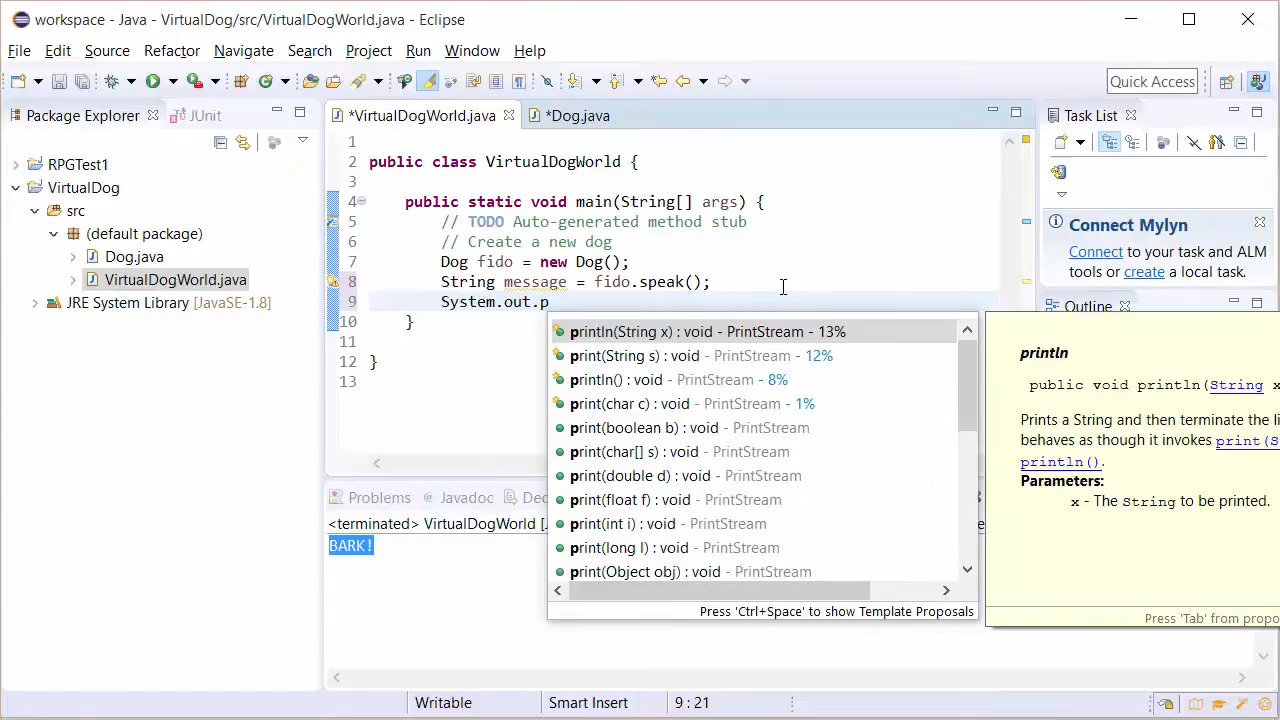 workspace - Java - VirtualDog/src/VirtualDogWorld.java - Eclipse
File Edit Source Refactor Navigate Search Project Run Window Help
Quick Access
Package Explorer
JUnit
RPGTest1
VirtualDog
src
(default package)
Dog.java
VirtualDogWorld.java
JRE System Library [JavaSE-1.8]
*VirtualDogWorld.java
*Dog.java
1
2 public class VirtualDogWorld {
3
4 public static void main(String[] args) {
5 // TODO Auto-generated method stub
6 // Create a new dog
7 Dog fido = new Dog();
8 String message = fido.speak();
9 System.out.p
10 }
11
12 }
13
println(String x) : void - PrintStream - 13%
print(String s) : void - PrintStream - 12%
println() : void - PrintStream - 8%
print(char c) : void - PrintStream - 1%
print(boolean b) : void - PrintStream
print(char[] s) : void - PrintStream
print(double d) : void - PrintStream
print(float f) : void - PrintStream
print(int i) : void - PrintStream
print(long l) : void - PrintStream
print(Object obj) : void - PrintStream
Press 'Ctrl+Space' to show Template Proposals
Task List
Connect Mylyn
Connect to your task and ALM
tools or create a local task.
Outline
println
public void println(String x
Prints a String and then terminate the li
behaves as though it invokes print(S
println().
Parameters:
x - The String to be printed.
Press 'Tab' from propo
Problems
@ Javadoc
Dec
<terminated> VirtualDogWorld [
BARK!
Writable
Smart Insert
9 : 21